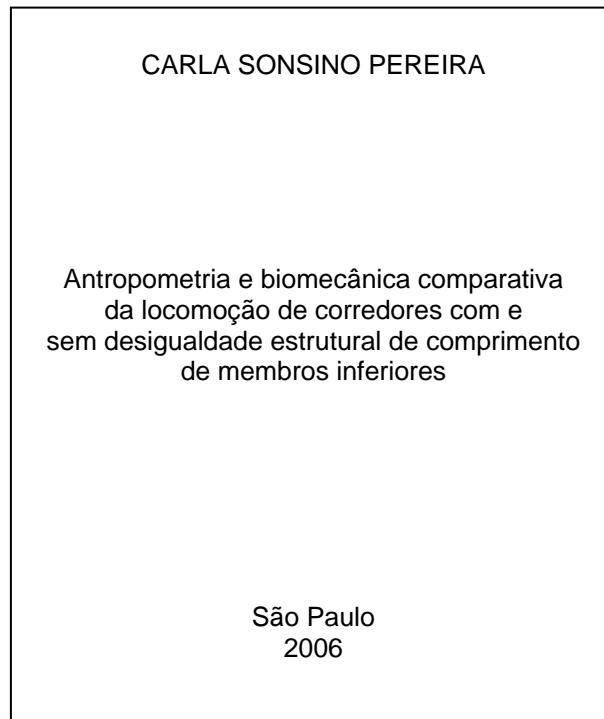 CARLA SONSINO PEREIRA
Antropometria e biomecânica comparativa
da locomoção de corredores com e
sem desigualdade estrutural de comprimento
de membros inferiores
São Paulo
2006